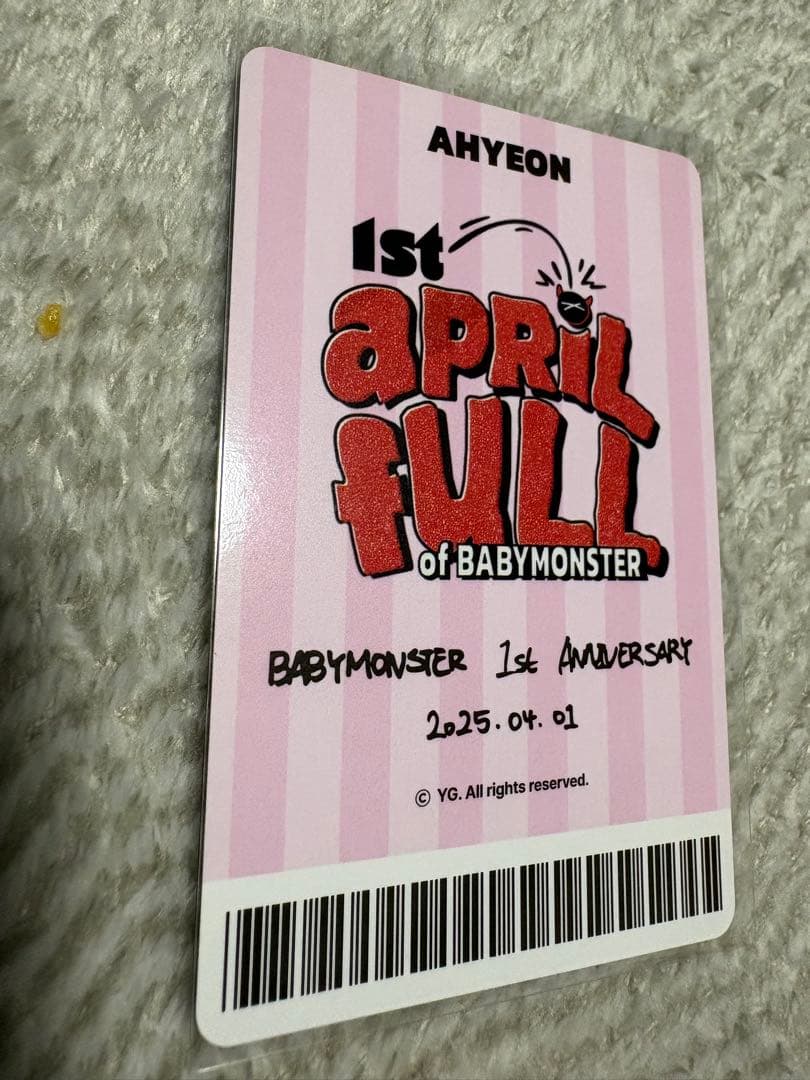 AHYEON
1st
APRIL
FULL
of BABYMONSTER
BABYMONSTER 1st ANNIVERSARY
2025.04.01
© YG. All rights reserved.